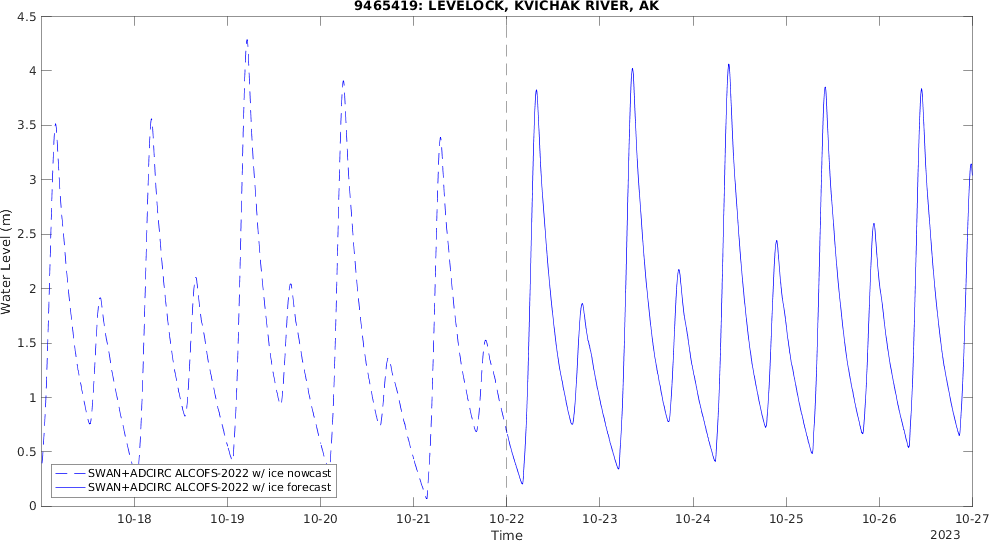 9465419: LEVELOCK, KVICHAK RIVER, AK
Water Level (m)
4.5
4
3.5
3
2.5
2
1.5
1
0.5
0
SWAN+ADCIRC ALCOFS-2022 w/ ice nowcast
SWAN+ADCIRC ALCOFS-2022 w/ ice forecast
10-18 10-19 10-20 10-21 10-22 10-23 10-24 10-25 10-26 10-27
Time
2023